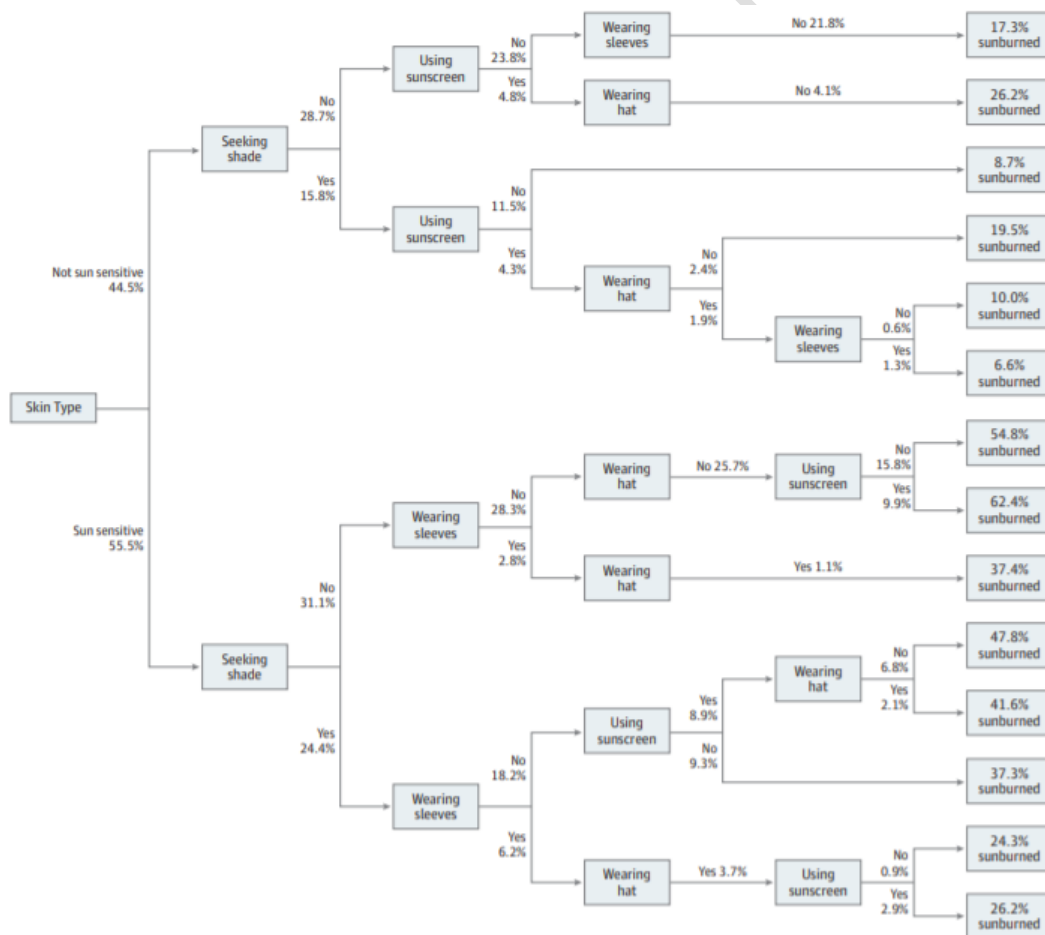 No 21.8%
Wearing
sleeves
17.3%
sunburned
No
23.8%
Using
sunscreen
Yes
4.8%
Wearing
hat
No 4.1%
26.2%
sunburned
No
28.7%
Seeking
shade
Yes
15.8%
8.7%
sunburned
No
11.5%
Using
sunscreen
Yes
4.3%
19.5%
sunburned
No
2.4%
Wearing
hat
Yes
1.9%
Not sun sensitive
44.5%
10.0%
sunburned
No
0.6%
Wearing
sleeves
Yes
1.3%
6.6%
sunburned
Skin Type
54.8%
sunburned
No
15.8%
Wearing
hat
No 25.7%
Using
sunscreen
Yes
9.9%
62.4%
sunburned
No
28.3%
Wearing
sleeves
Yes
2.8%
Wearing
hat
Yes 1.1%
37.4%
sunburned
Sun sensitive
55.5%
No
31.1%
Seeking
shade
Yes
24.4%
47.8%
sunburned
No
6.8%
Wearing
hat
Yes
2.1%
41.6%
sunburned
Yes
8.9%
Using
sunscreen
No
9.3%
37.3%
sunburned
No
18.2%
Wearing
sleeves
Yes
6.2%
24.3%
sunburned
No
0.9%
Wearing
hat
Yes 3.7%
Using
sunscreen
Yes
2.9%
26.2%
sunburned